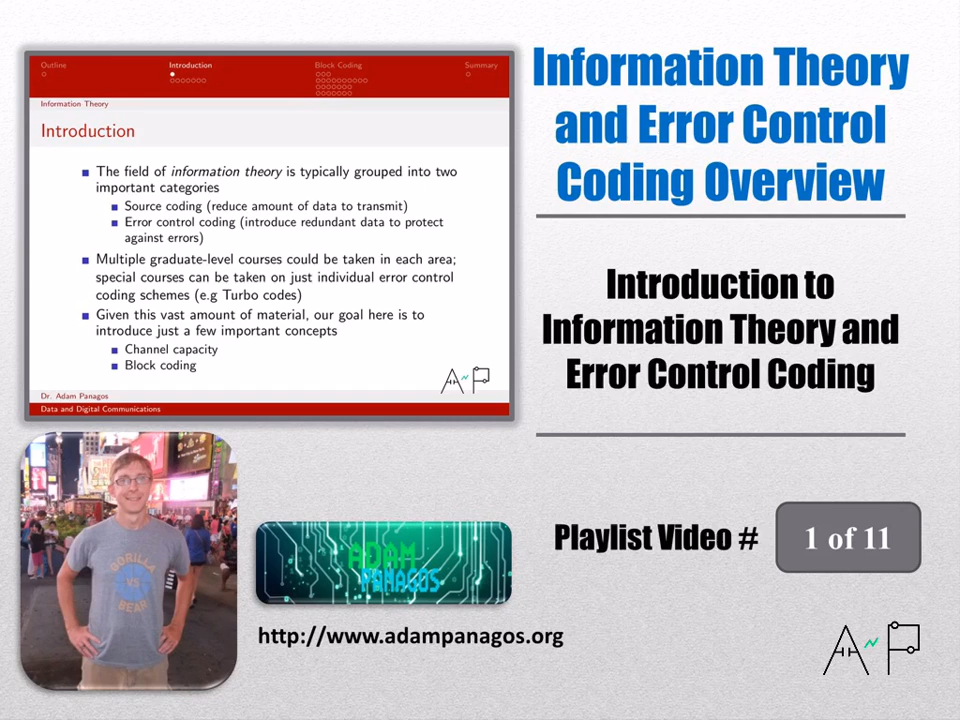 Outline
Introduction
Block Coding
Summary
Information Theory
Introduction
The field of information theory is typically grouped into two
important categories
Source coding (reduce amount of data to transmit)
Error control coding (introduce redundant data to protect
against errors)
Multiple graduate-level courses could be taken in each area;
special courses can be taken on just individual error control
coding schemes (e.g Turbo codes)
Given this vast amount of material, our goal here is to
introduce just a few important concepts
Channel capacity
Block coding
AP
Dr. Adam Panagos
Data and Digital Communications
Information Theory
and Error Control
Coding Overview
Introduction to
Information Theory and
Error Control Coding
Playlist Video #
1 of 11
GORILLA
VS
BEAR
ADAM
PANAGOS
http://www.adampanagos.org
AP